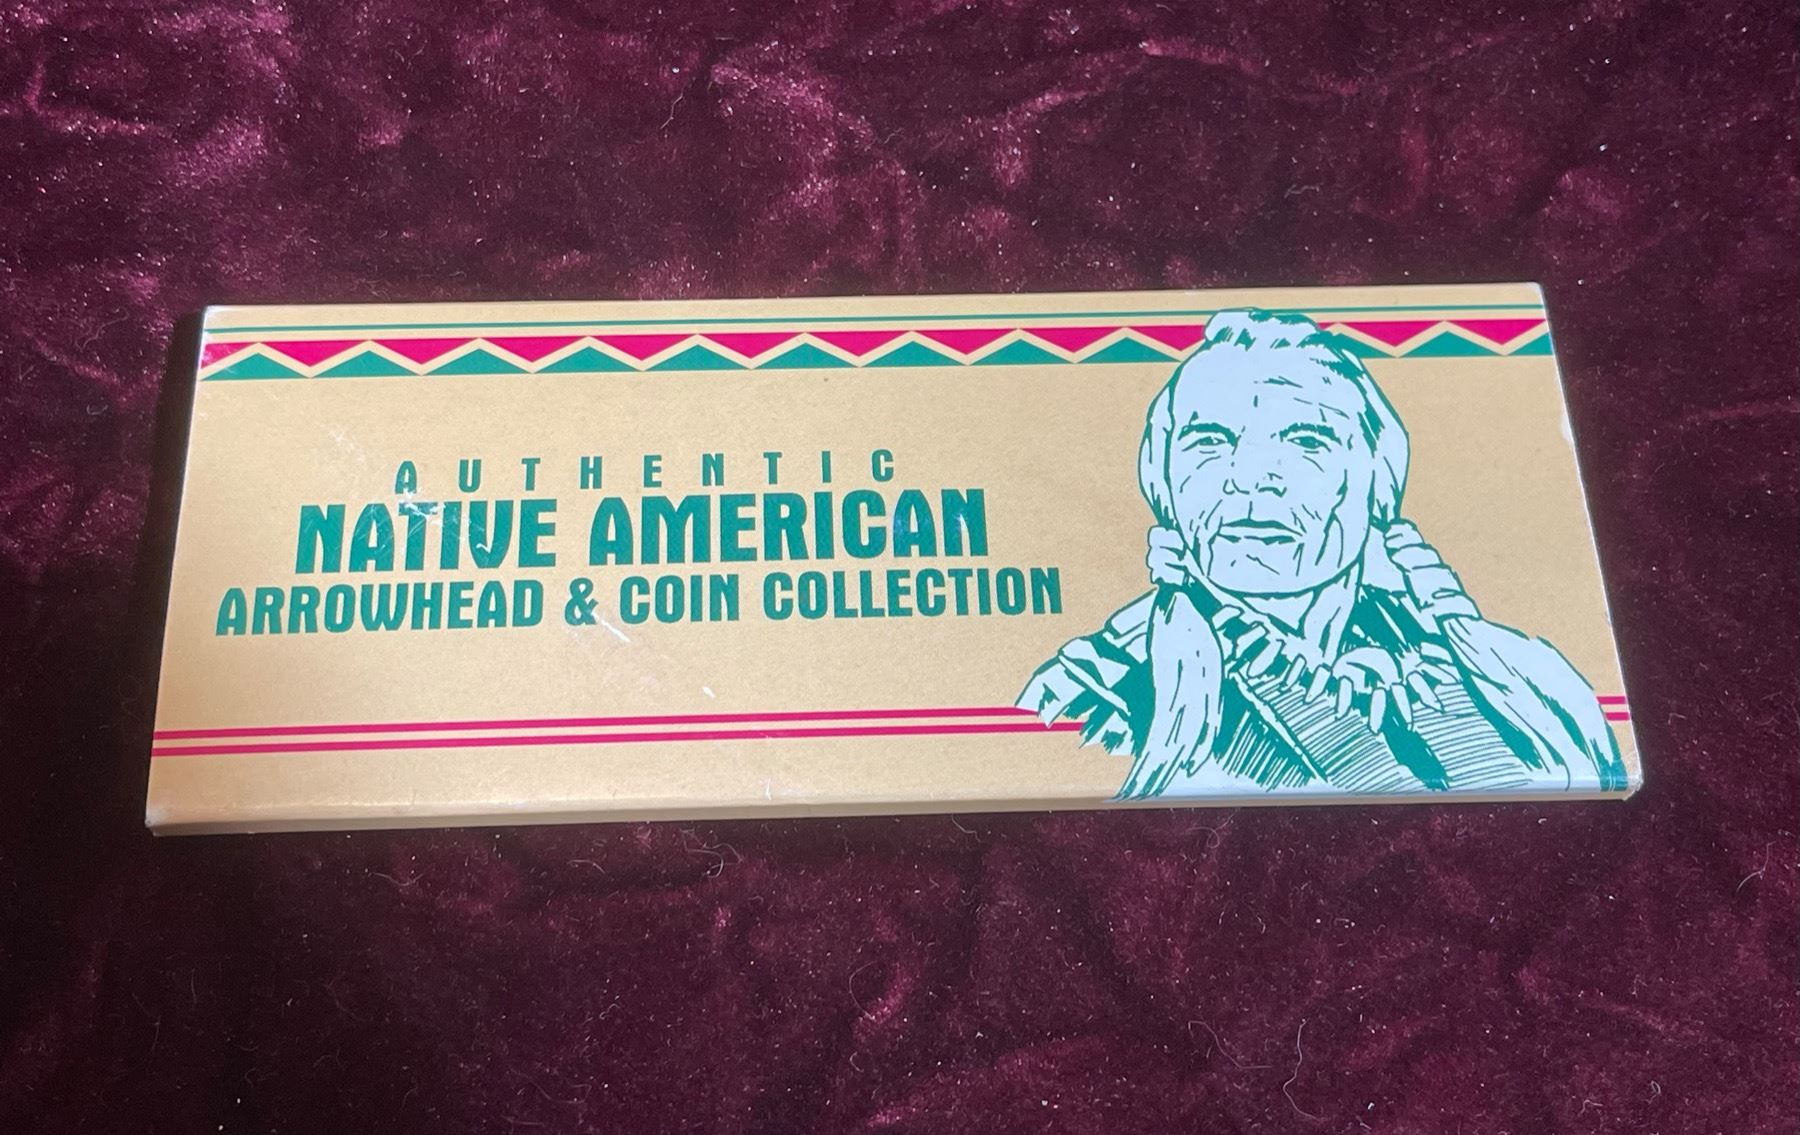 AUTHENTIC
NATIVE AMERICAN
ARROWHEAD & COIN COLLECTION